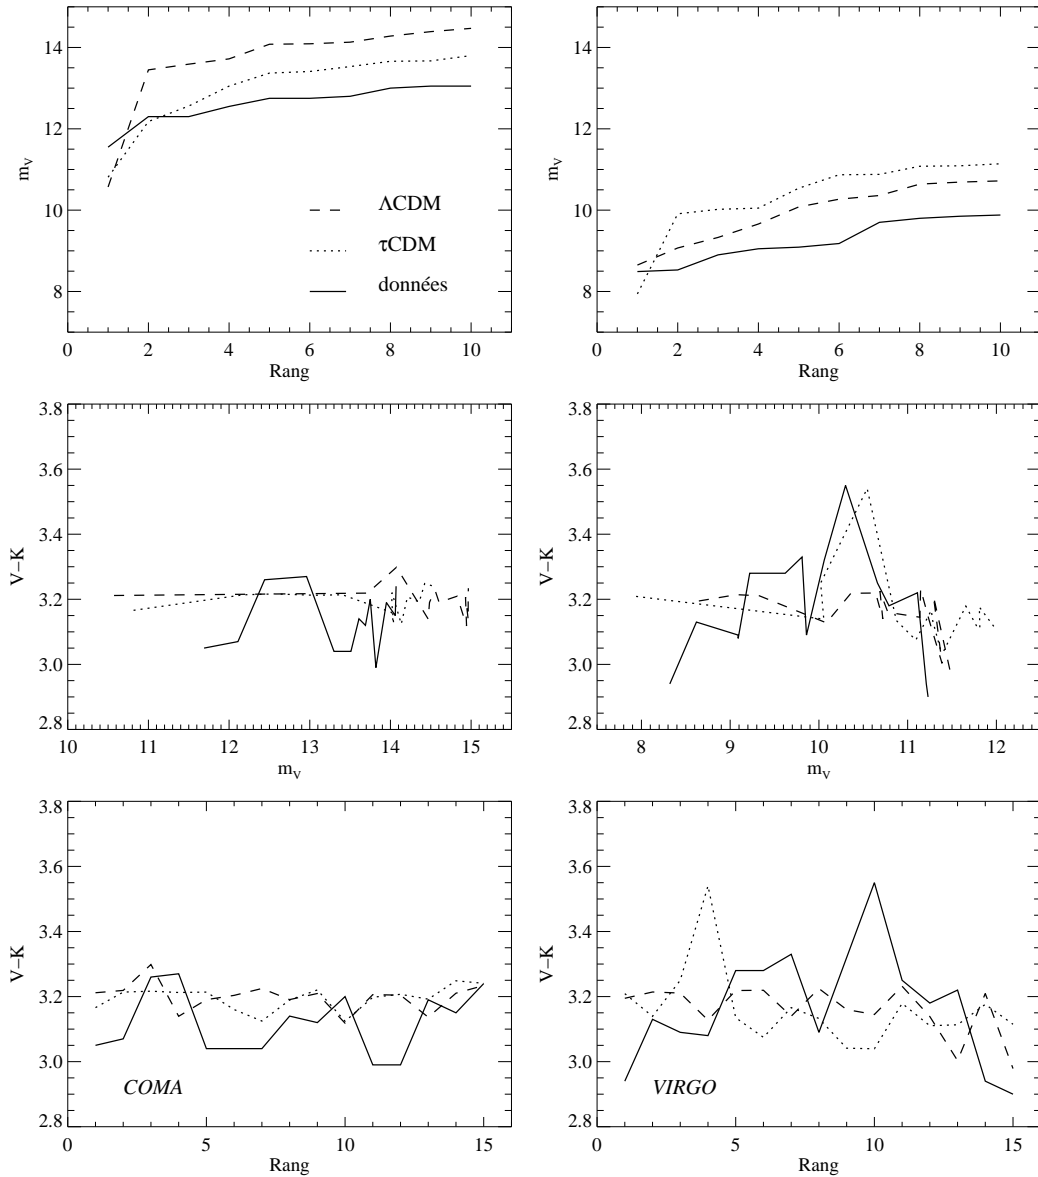 14
12
10
8
m_V
ΛCDM
τCDM
données
0 2 4 6 8 10
Rang
14
12
10
8
m_V
0 2 4 6 8 10
Rang
3.8
3.6
3.4
3.2
3.0
2.8
V−K
10 11 12 13 14 15
m_V
3.8
3.6
3.4
3.2
3.0
2.8
V−K
8 9 10 11 12
m_V
3.8
3.6
3.4
3.2
3.0
2.8
V−K
COMA
0 5 10 15
Rang
3.8
3.6
3.4
3.2
3.0
2.8
V−K
VIRGO
0 5 10 15
Rang